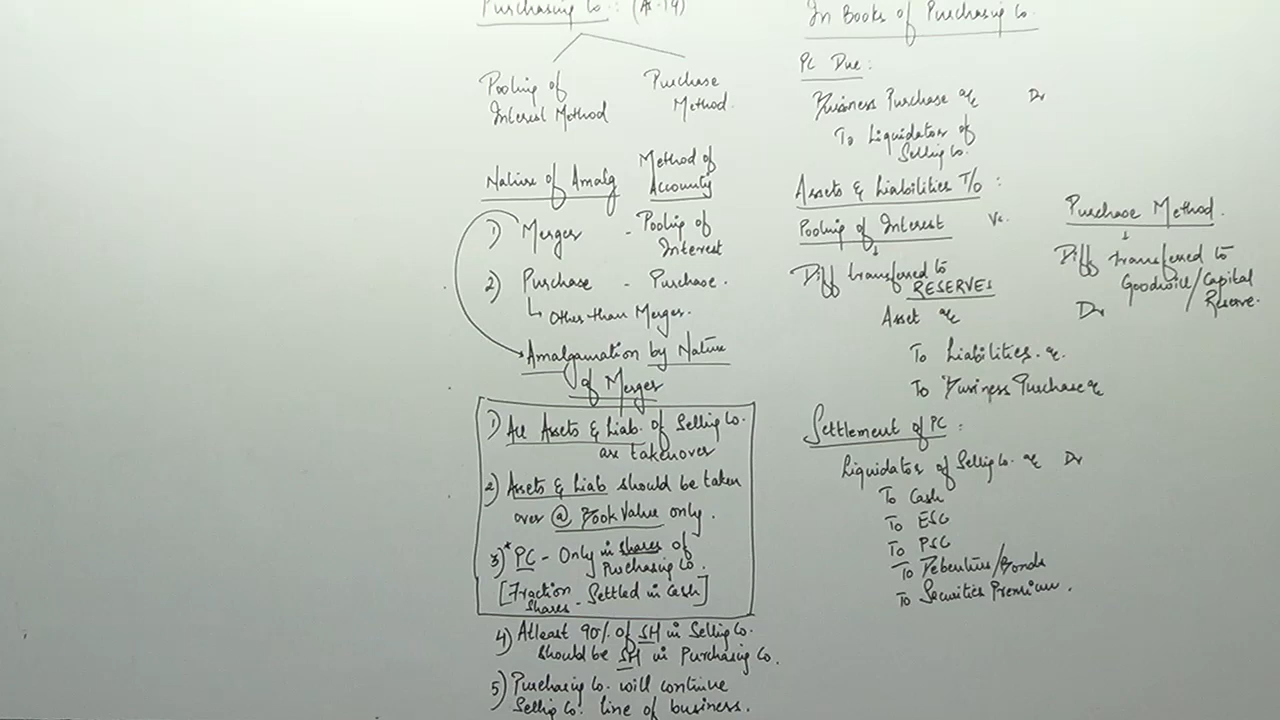 Purchasing Co. : (AS-14)
Pooling of
Interest Method
Purchase
Method.
Nature of Amalg
Method of
Accounty
1) Merger - Pooling of
Interest
2) Purchase - Purchase.
Other than Merger.
Amalgamation by Nature
of Merger
1) All Assets & Liab. of Selling Co.
are takenover
2) Assets & Liab should be taken
over @ Book Value only.
3)* PC - Only in shares of
Purchasing Co.
[Fraction
shares - Settled in Cash]
4) Atleast 90% of SH in Selling Co.
should be SH in Purchasing Co.
5) Purchasing Co. will continue
Selling Co. line of business.
In Books of Purchasing Co.
PC Due :
Business Purchase a/c Dr
To Liquidator of
Selling Co.
Assets & Liabilities T/O :
Pooling of Interest Vs. Purchase Method.
Diff transferred to
RESERVES
Diff transferred to
Goodwill/Capital
Reserve.
Asset a/c Dr
To Liabilities a/c.
To Business Purchase a/c
Settlement of PC :
Liquidator of Selling Co. a/c Dr
To Cash
To ESC
To PSC
To Debenture/Bonds
To Securities Premium.